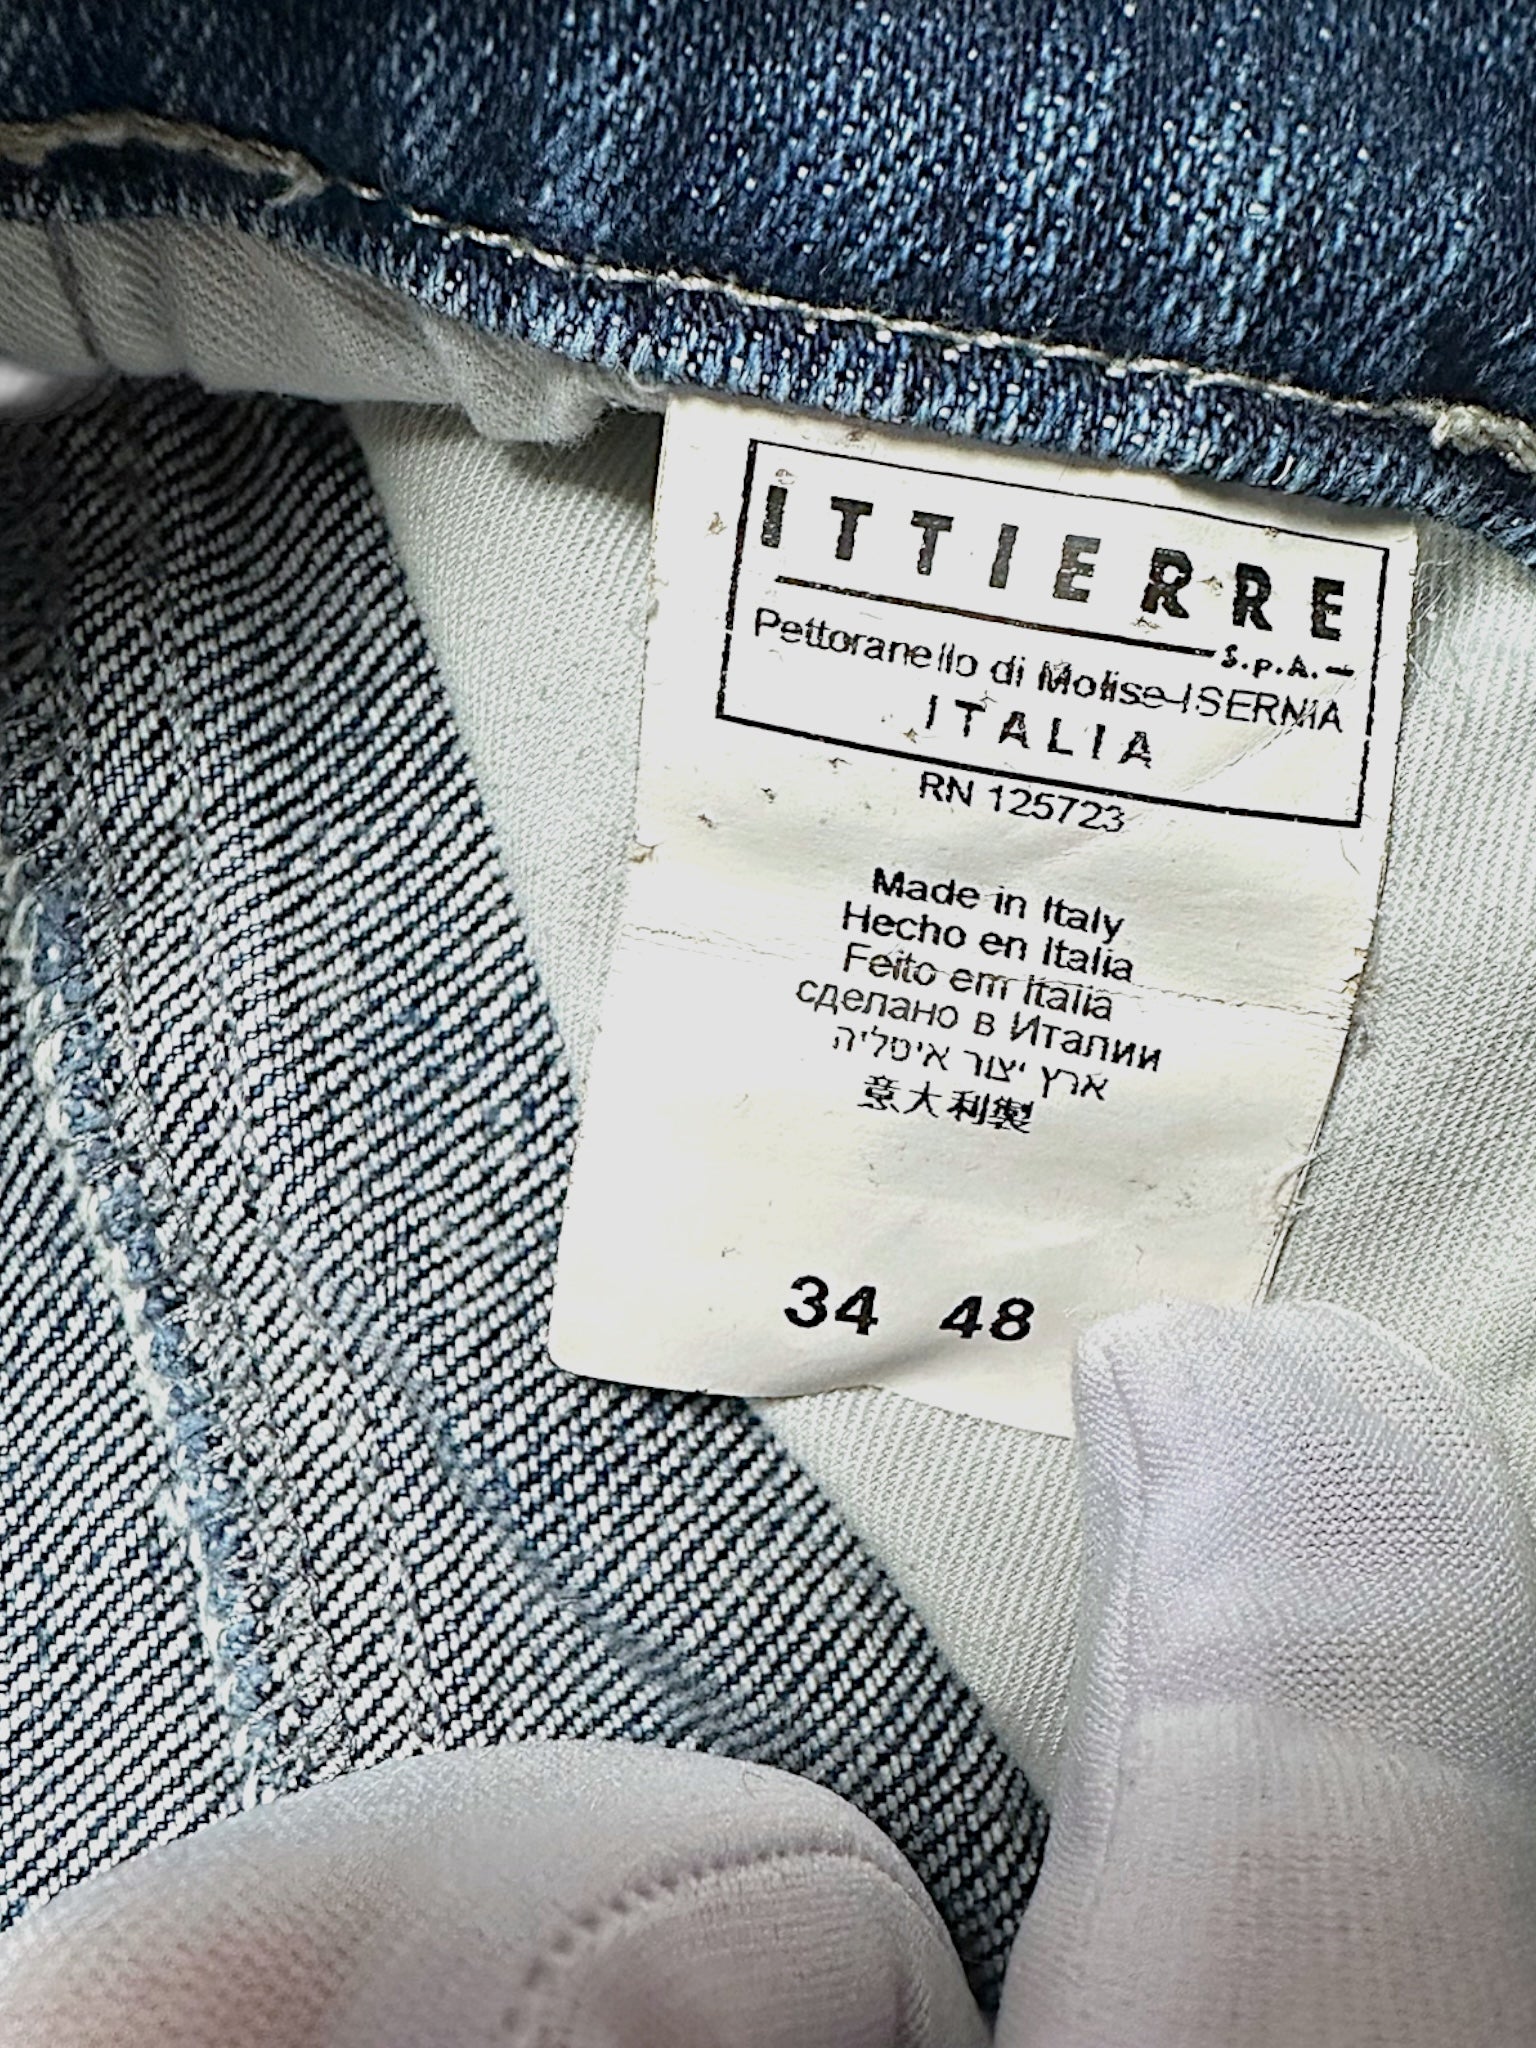 ITTIERRE
S.p.A.
Pettoranello di Molise-ISERNIA
ITALIA
RN 125723
Made in Italy
Hecho en Italia
Feito em Italia
сделано в Италии
ארץ יצור איטליה
意大利製
34 48